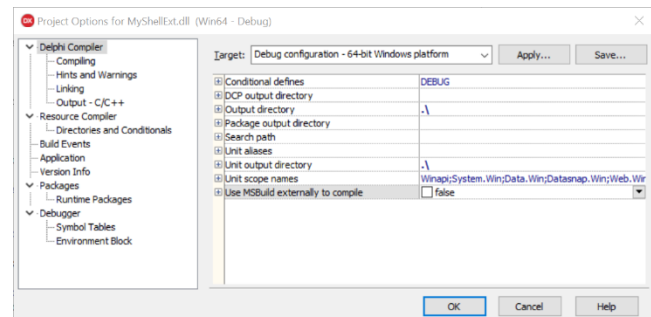 Project Options for MyShellExt.dll (Win64 - Debug)
Delphi Compiler
Compiling
Hints and Warnings
Linking
Output - C/C++
Resource Compiler
Directories and Conditionals
Build Events
Application
Version Info
Packages
Runtime Packages
Debugger
Symbol Tables
Environment Block
Target: Debug configuration - 64-bit Windows platform Apply... Save...
Conditional defines DEBUG
DCP output directory
Output directory .\
Package output directory
Search path
Unit aliases
Unit output directory .\
Unit scope names Winapi;System.Win;Data.Win;Datasnap.Win;Web.Wir
Use MSBuild externally to compile false
OK Cancel Help